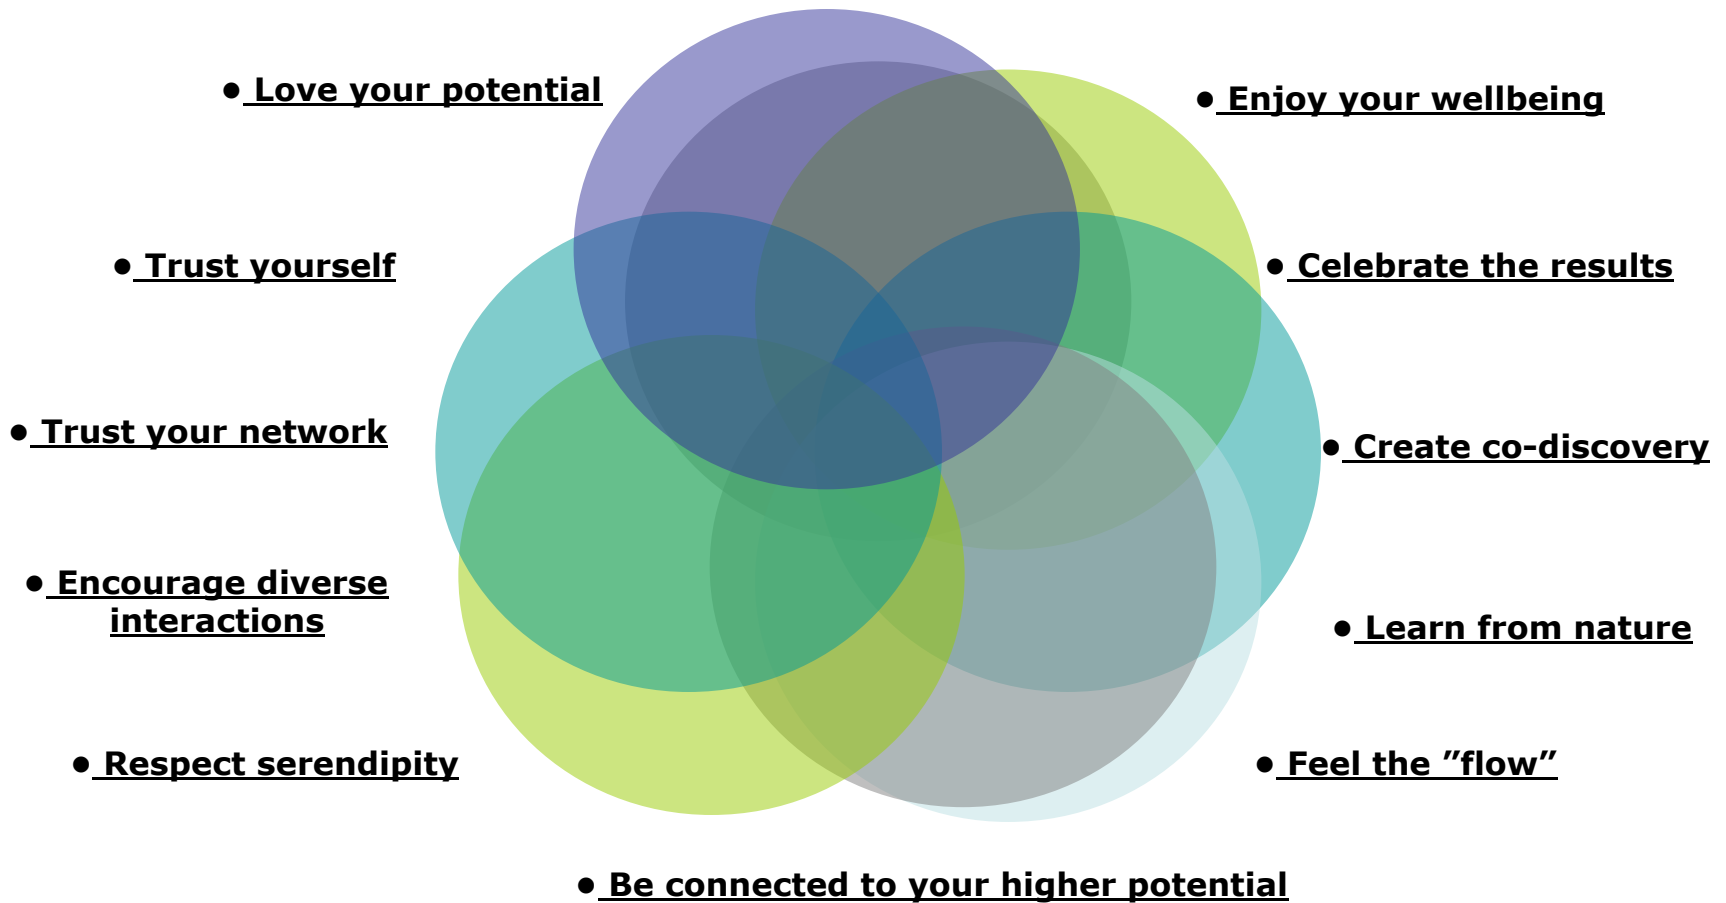 • Love your potential
• Enjoy your wellbeing
• Trust yourself
• Celebrate the results
• Trust your network
• Create co-discovery
• Encourage diverse
interactions
• Learn from nature
• Respect serendipity
• Feel the ″flow″
• Be connected to your higher potential